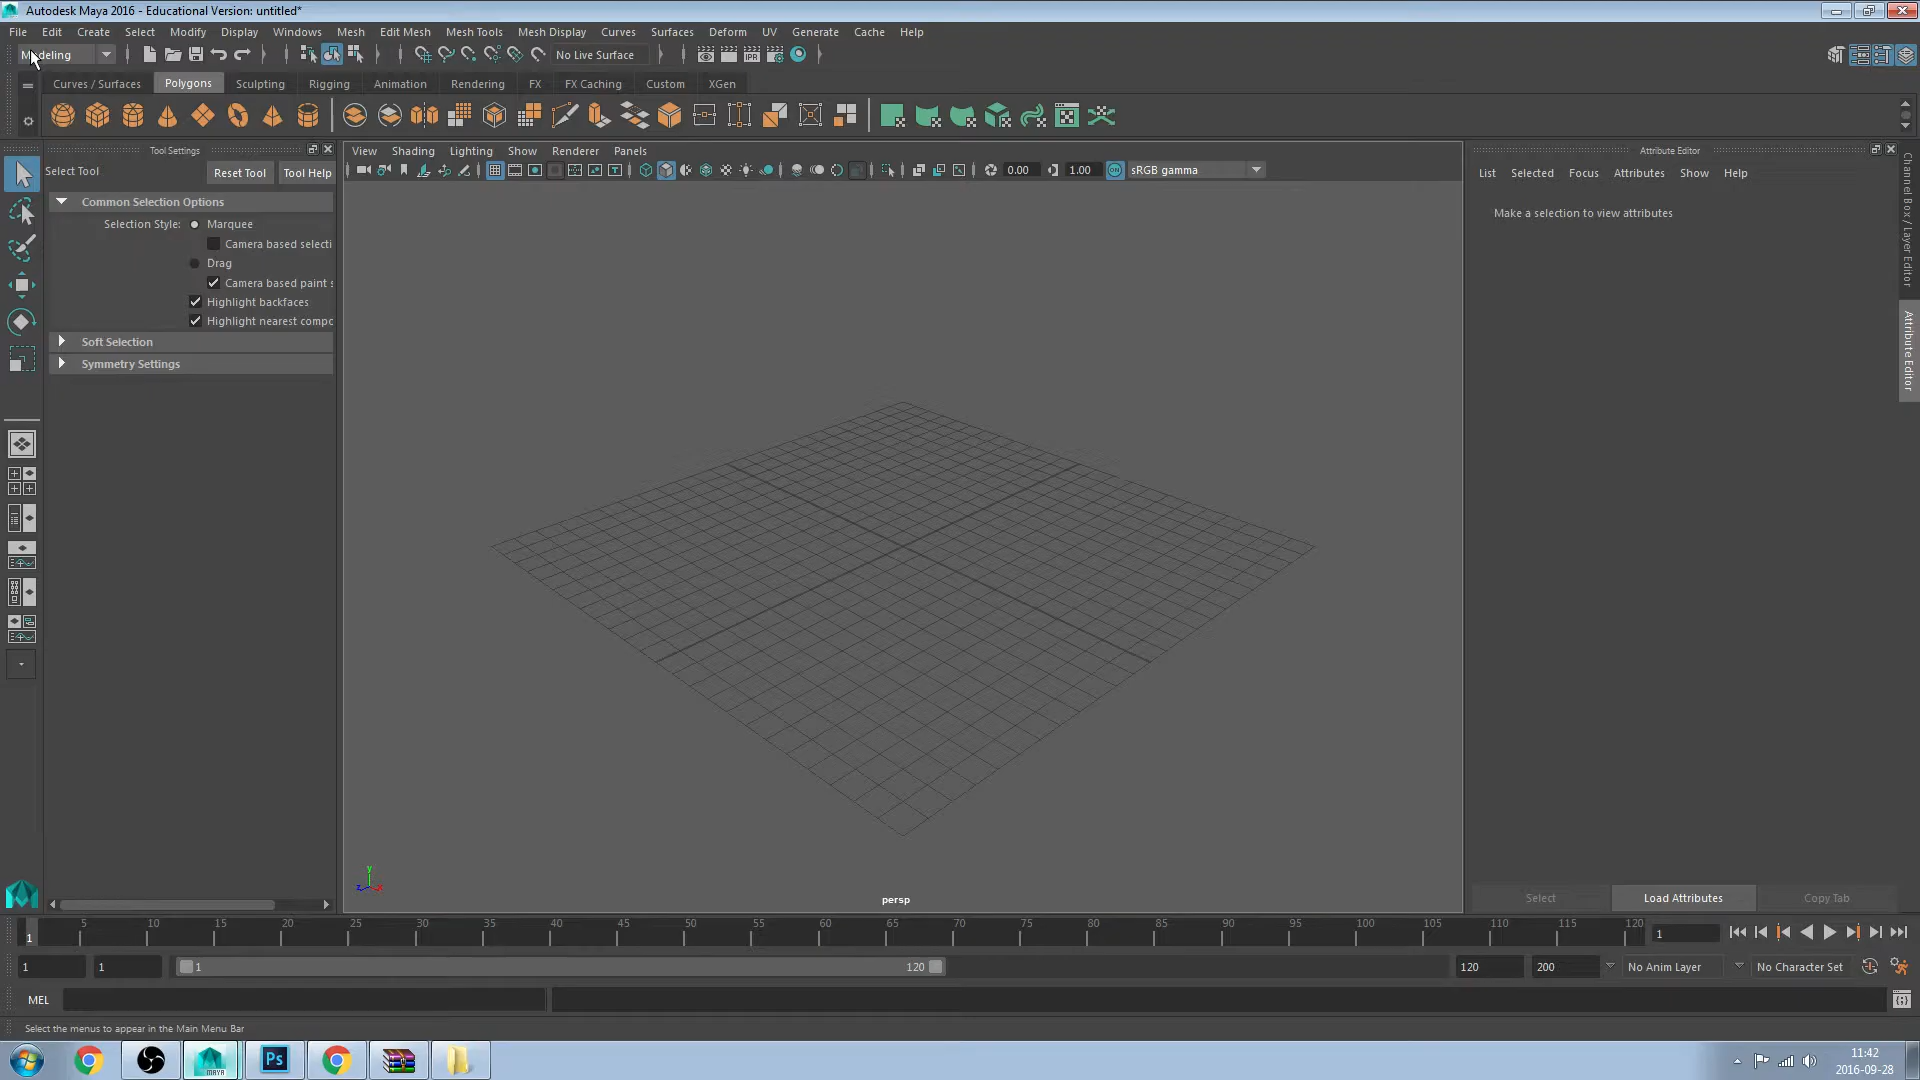 Autodesk Maya 2016 - Educational Version: untitled*
File Edit Create Select Modify Display Windows Mesh Edit Mesh Mesh Tools Mesh Display Curves Surfaces Deform UV Generate Cache Help
No Live Surface
Curves / Surfaces Polygons Sculpting Rigging Animation Rendering FX FX Caching Custom XGen
Tool Settings
Select Tool Reset Tool Tool Help
Common Selection Options
Selection Style: Marquee
Camera based selecti
Drag
Camera based paint s
Highlight backfaces
Highlight nearest compo
Soft Selection
Symmetry Settings
View Shading Lighting Show Renderer Panels
0.00 1.00 ON sRGB gamma
persp
y
z x
Attribute Editor
List Selected Focus Attributes Show Help
Make a selection to view attributes
Channel Box / Layer Editor
Attribute Editor
Select Load Attributes Copy Tab
1 5 10 15 20 25 30 35 40 45 50 55 60 65 70 75 80 85 90 95 100 105 110 115 120 1
1 1 1 120 120 200 No Anim Layer No Character Set
MEL
Select the menus to appear in the Main Menu Bar
IPR
MAYA
Ps
11:42
2016-09-28